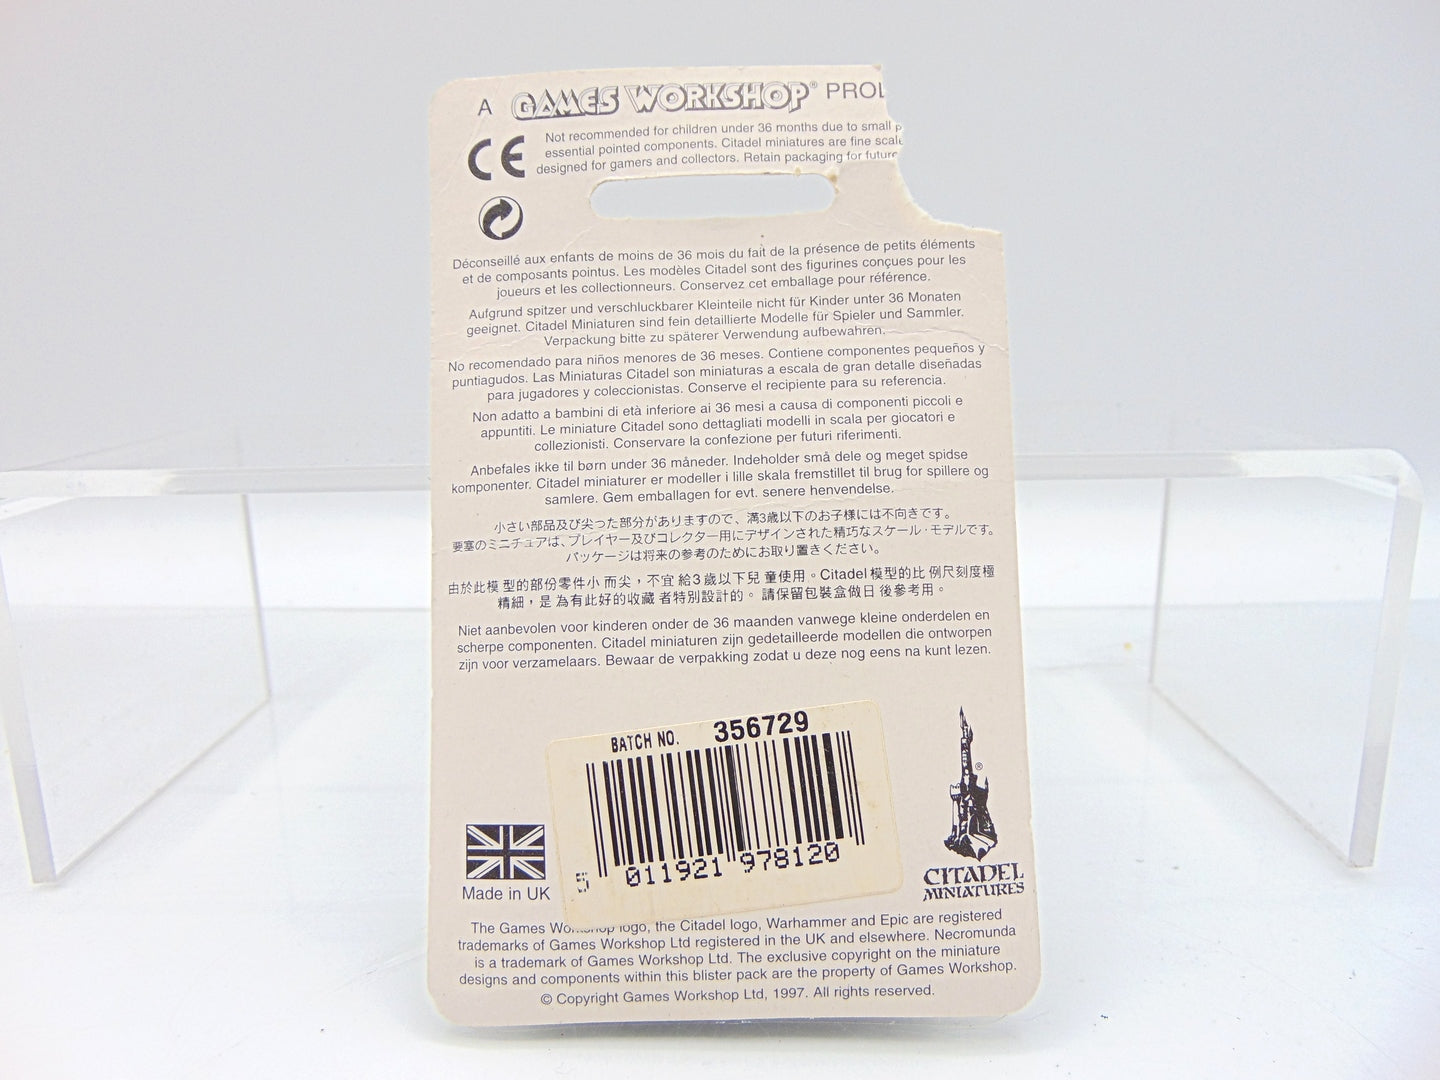 A GAMES WORKSHOP®
CE
Not recommended for children under 36 months due to small
essential pointed components. Citadel miniatures are fine
designed for gamers and collectors. Retain packaging for future
Déconseillé aux enfants de moins de 36 mois du fait de la présence de petits éléments
et de composants pointus. Les modèles Citadel sont des figurines conçues pour les
joueurs et les collectionneurs. Conservez cet emballage pour référence.
Aufgrund spitzer und verschluckbarer Kleinteile nicht für Kinder unter 36 Monaten
geeignet. Citadel Miniaturen sind fein detaillierte Modelle für Spieler und Sammler.
Verpackung bitte zu späterer Verwendung aufbewahren.
No recomendado para niños menores de 36 meses. Contiene componentes pequeños y
puntiagudos. Las Miniaturas Citadel son miniaturas a escala de gran detalle diseñadas
para jugadores y coleccionistas. Conserve el recipiente para su referencia.
Non adatto a bambini di età inferiore ai 36 mesi a causa di componenti piccoli e
appuntiti. Le miniature Citadel sono dettagliati modelli in scala per giocatori e
collezionisti. Conservare la confezione per futuri riferimenti.
Anbefales ikke til børn under 36 måneder. Indeholder små dele og meget spidse
komponenter. Citadel miniaturer er modeller i lille skala fremstillet til brug for spillere og
samlere. Gem emballagen for evt. senere henvendelse.
小さい部品及び尖った部分がありますので、満3歳以下のお子様には不向きです。
要塞のミニチュアは、プレイヤー及びコレクター用にデザインされた精巧なスケール・モデルです。
パッケージは将来の参考のためにお取り置きください。
由於此模型的部份零件小而尖，不宜給3歲以下兒童使用。Citadel模型的比例尺刻度極
精細，是為有此好的收藏者特別設計的。請保留包裝盒做日後參考用。
Niet aanbevolen voor kinderen onder de 36 maanden vanwege kleine onderdelen en
scherpe componenten. Citadel miniaturen zijn gedetailleerde modellen die ontworpen
zijn voor verzamelaars. Bewaar de verpakking zodat u deze nog eens na kunt lezen.
BATCH NO. 356729
5 011921 978120
Made in UK
®
CITADEL
MINIATURES
The Games Workshop logo, the Citadel logo, Warhammer and Epic are registered
trademarks of Games Workshop Ltd registered in the UK and elsewhere. Necromunda
is a trademark of Games Workshop Ltd. The exclusive copyright on the miniature
designs and components within this blister pack are the property of Games Workshop.
© Copyright Games Workshop Ltd, 1997. All rights reserved.